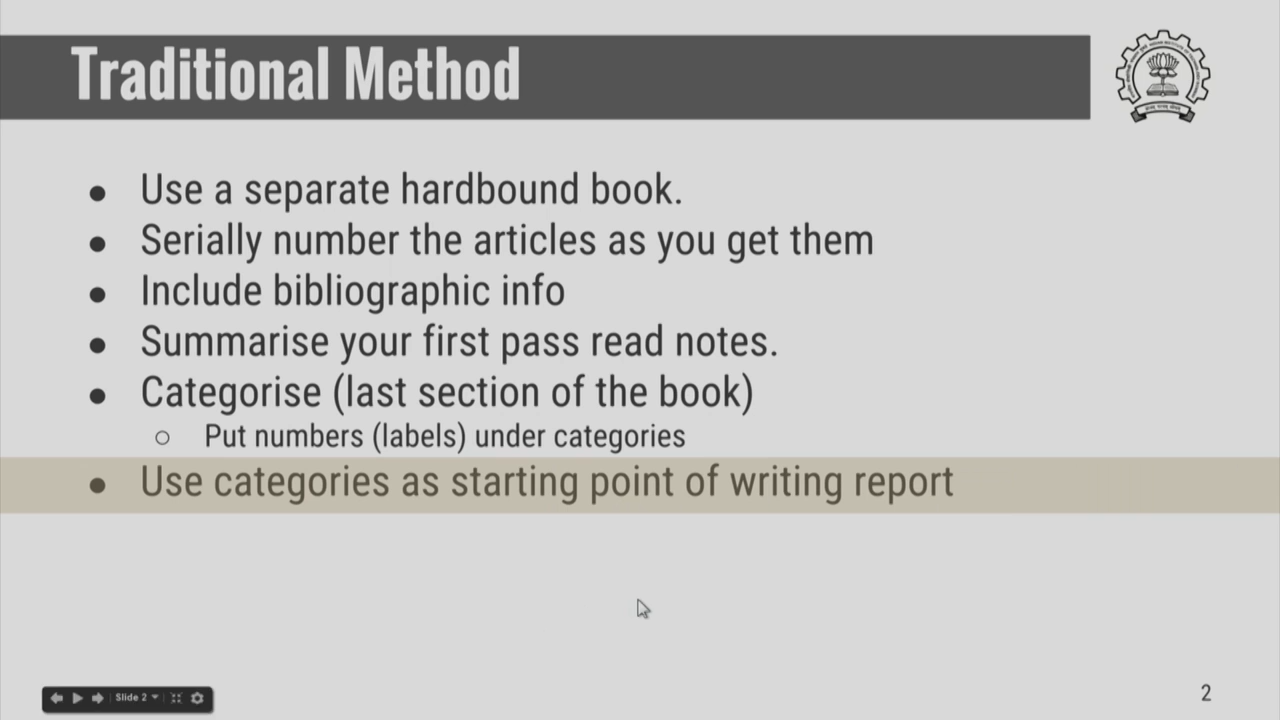 Traditional Method
● Use a separate hardbound book.
● Serially number the articles as you get them
● Include bibliographic info
● Summarise your first pass read notes.
● Categorise (last section of the book)
○ Put numbers (labels) under categories
● Use categories as starting point of writing report
Slide 2
2